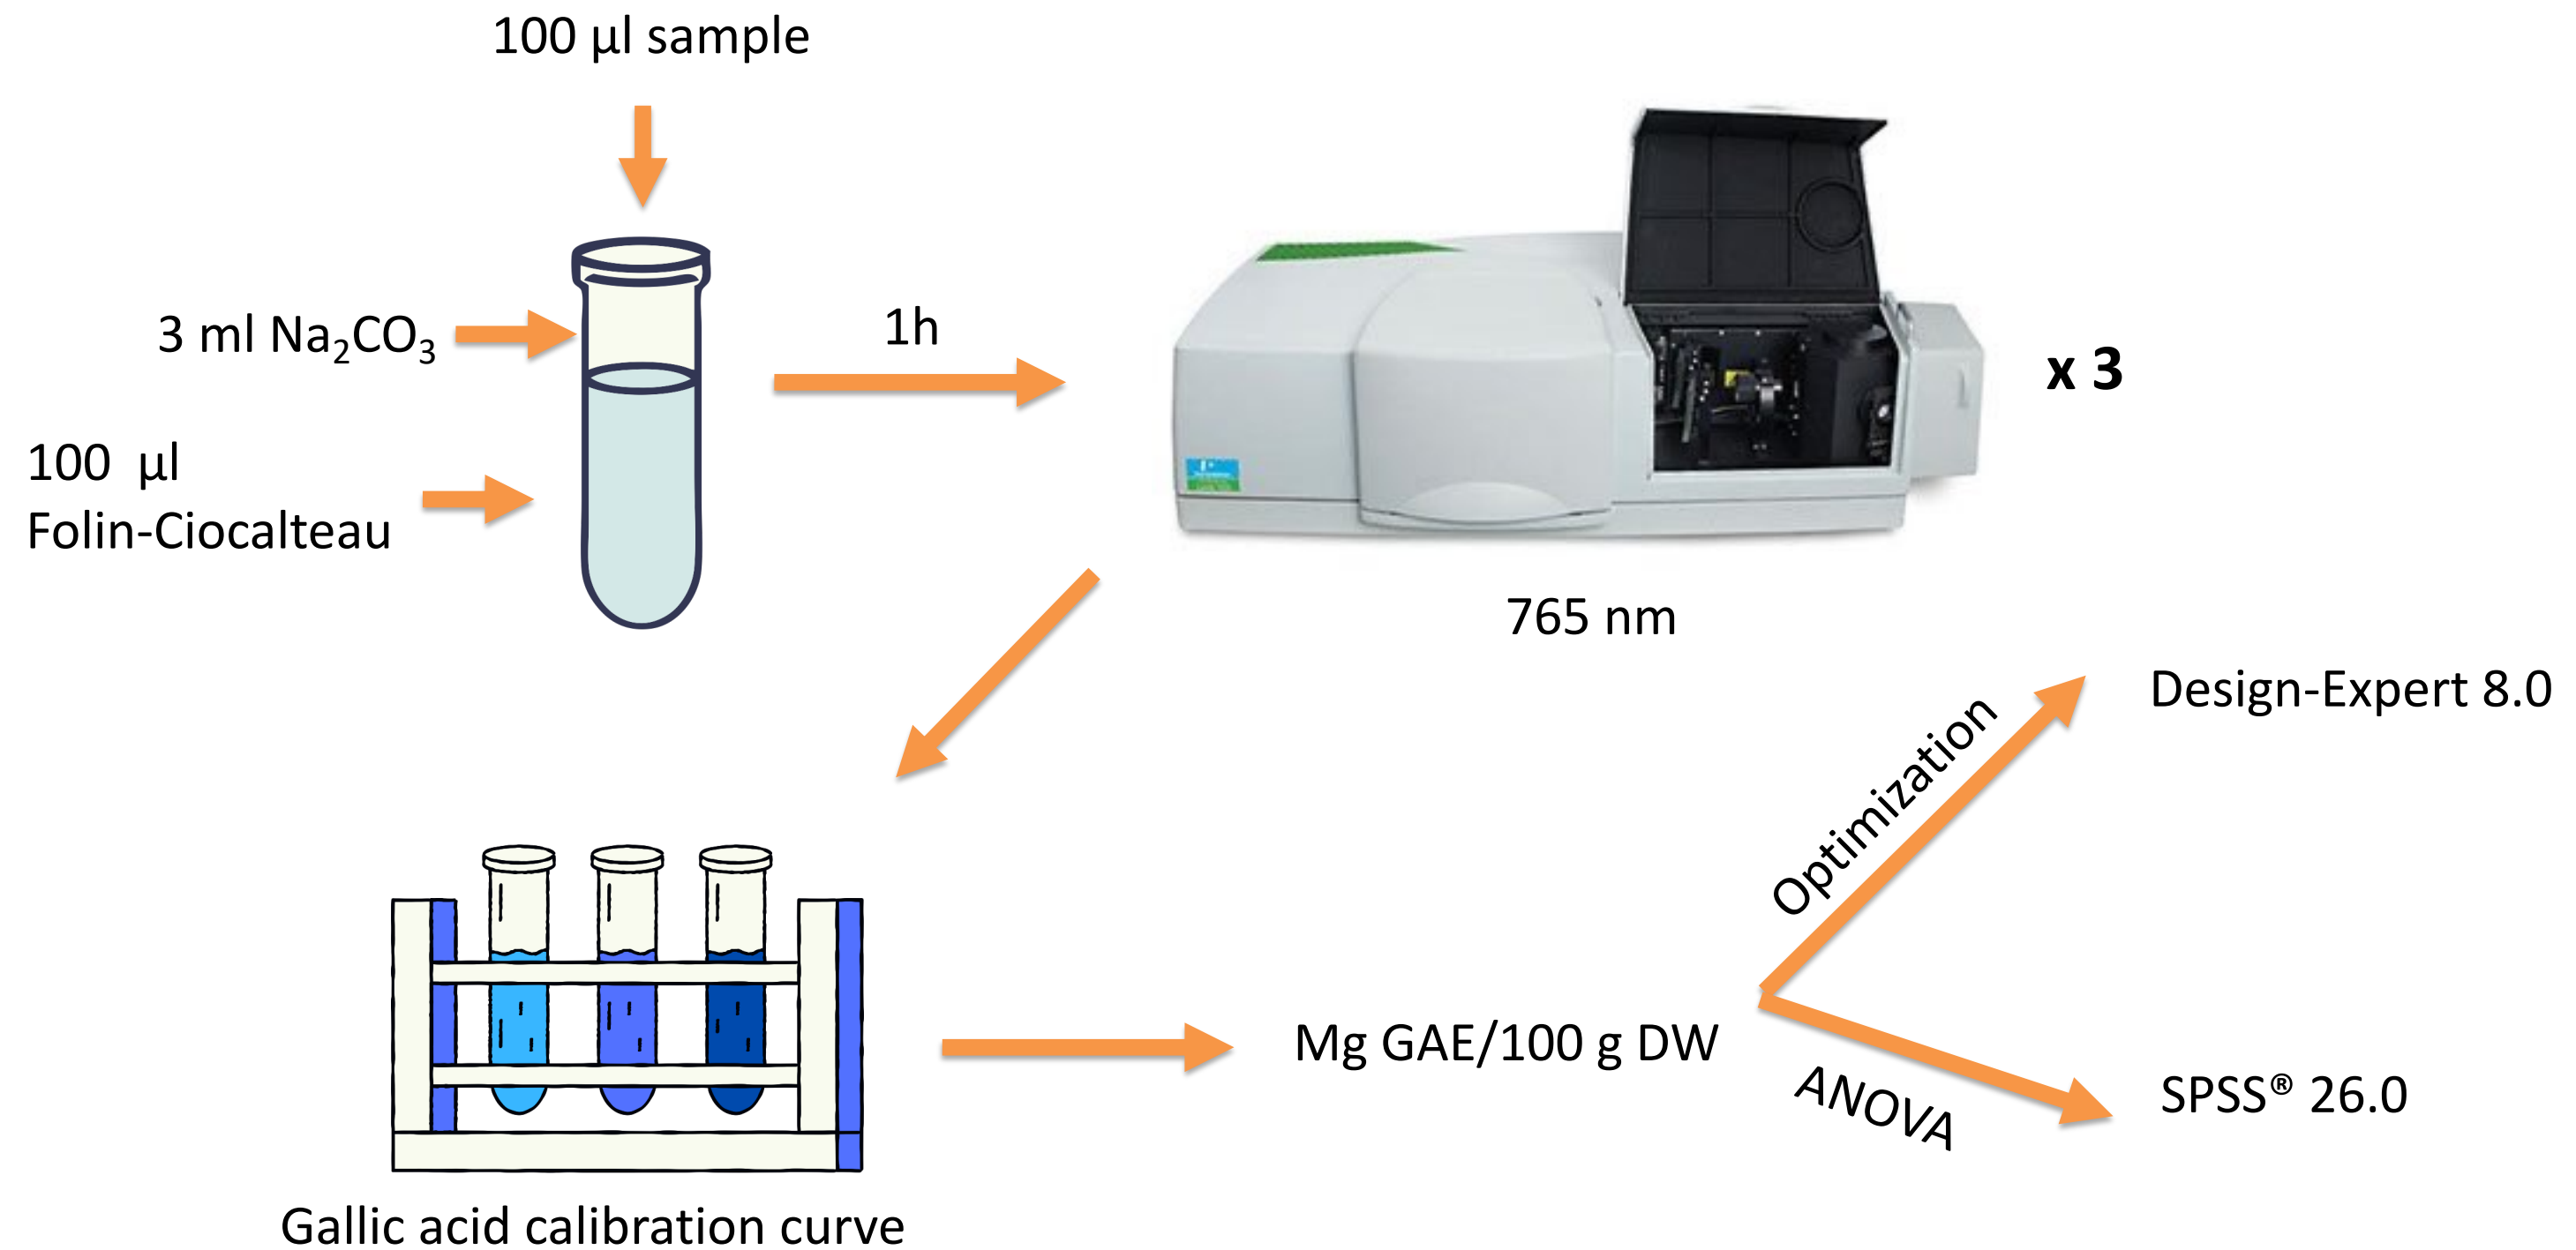 100 µl sample
3 ml Na₂CO₃
100 µl
Folin-Ciocalteau
1h
x 3
765 nm
Design-Expert 8.0
Optimization
Mg GAE/100 g DW
ANOVA
SPSS® 26.0
Gallic acid calibration curve